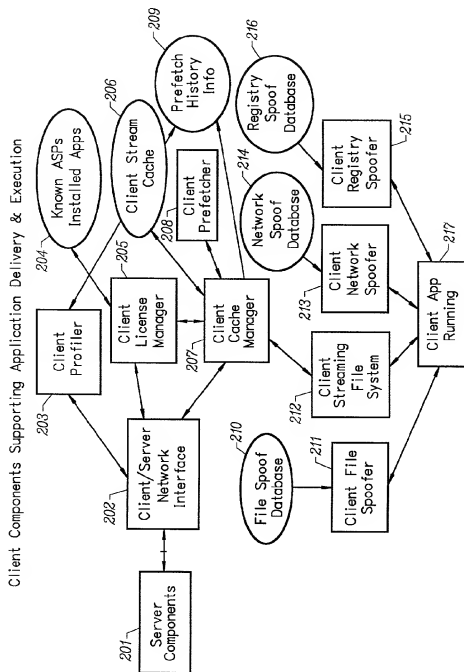 Client Components Supporting Application Delivery & Execution
201
Server
Components
202
Client/Server
Network
Interface
203
Client
Profiler
204
Known ASPs
Installed Apps
205
Client
License
Manager
206
Client Stream
Cache
207
Client
Cache
Manager
208
Client
Prefetcher
209
Prefetch
History
Info
210
File Spoof
Database
211
Client File
Spoofer
212
Client
Streaming
File
System
213
Client
Network
Spoofer
214
Network
Spoof
Database
215
Client
Registry
Spoofer
216
Registry
Spoof
Database
217
Client App
Running